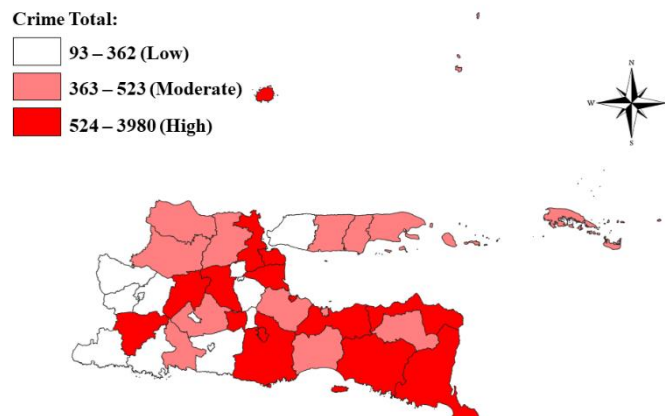 Crime Total:
93 – 362 (Low)
363 – 523 (Moderate)
524 – 3980 (High)
N
W
S